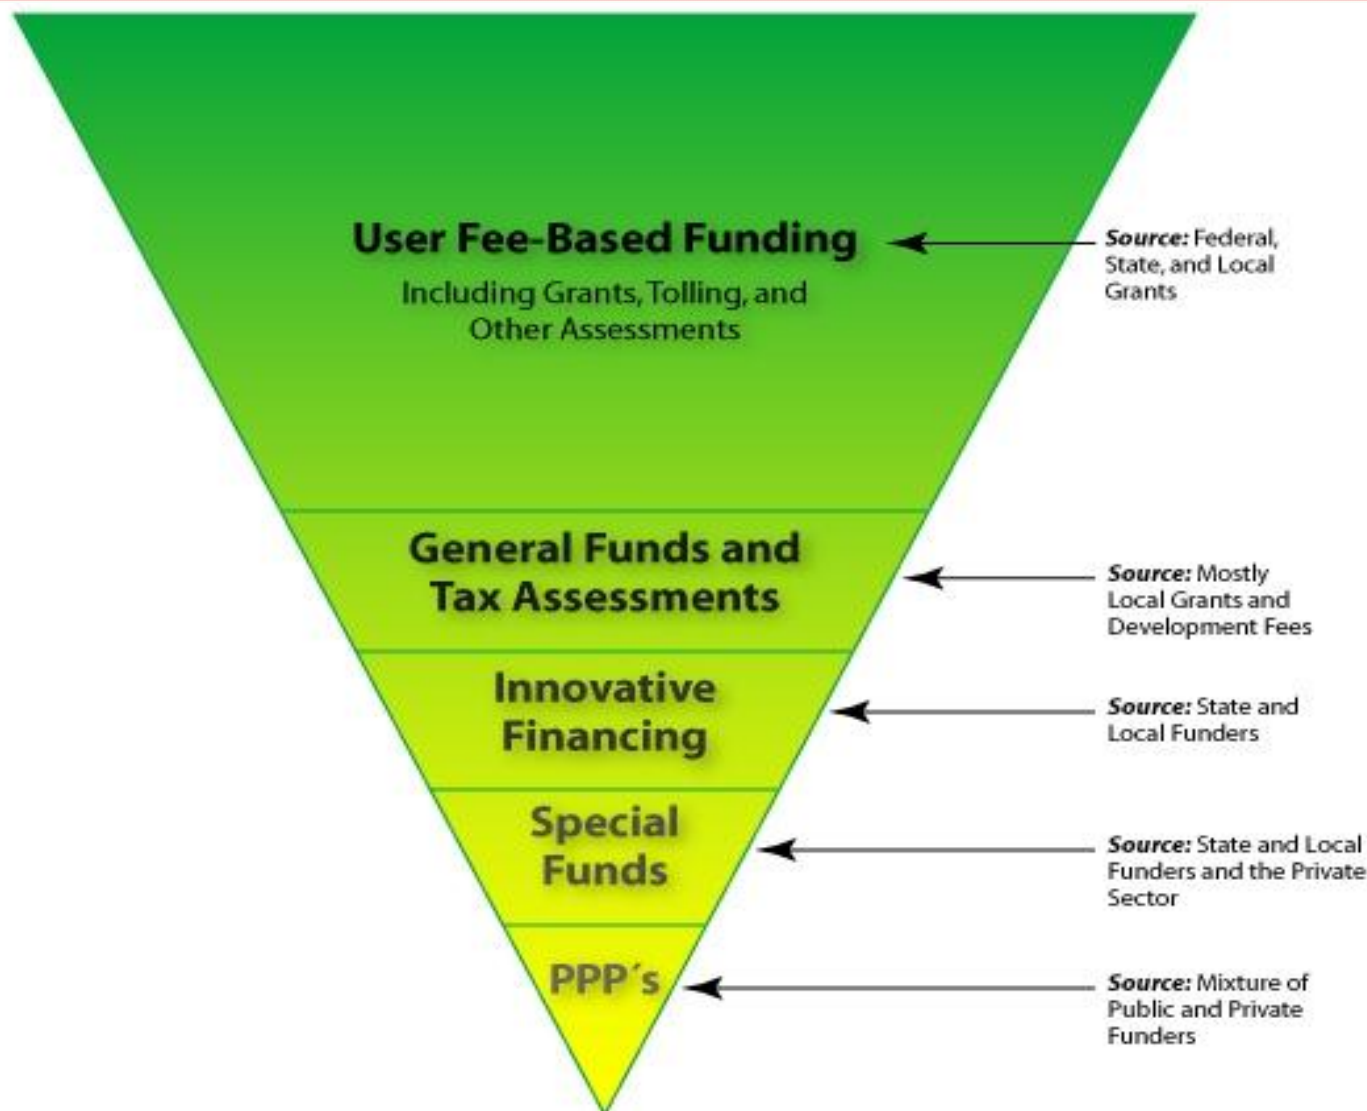 User Fee-Based Funding
Including Grants, Tolling, and
Other Assessments
Source: Federal,
State, and Local
Grants
General Funds and
Tax Assessments
Source: Mostly
Local Grants and
Development Fees
Innovative
Financing
Source: State and
Local Funders
Special
Funds
Source: State and Local
Funders and the Private
Sector
PPP´s
Source: Mixture of
Public and Private
Funders